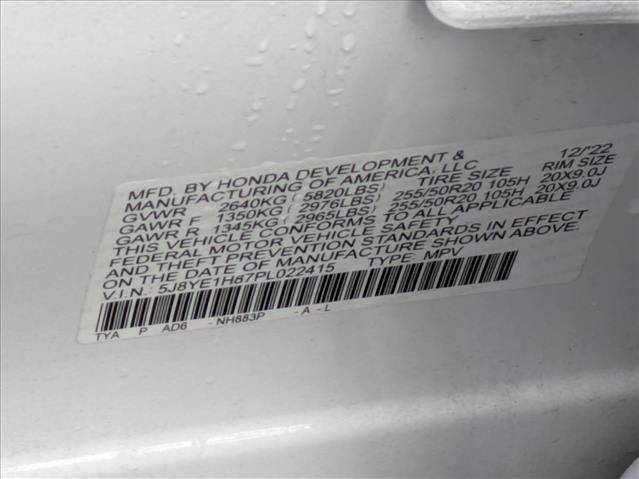 MFD. BY HONDA DEVELOPMENT & 12/'22
MANUFACTURING OF AMERICA, LLC
GVWR 2640KG (5820LBS) TIRE SIZE RIM SIZE
GAWR F 1350KG (2976LBS) 255/50R20 105H 20X9.0J
GAWR R 1345KG (2965LBS) 255/50R20 105H 20X9.0J
THIS VEHICLE CONFORMS TO ALL APPLICABLE
FEDERAL MOTOR VEHICLE SAFETY
AND THEFT PREVENTION STANDARDS IN EFFECT
ON THE DATE OF MANUFACTURE SHOWN ABOVE.
V.I.N.: 5J8YE1H67PL022415 TYPE: MPV
TYA P AD6 -NH883P -A-L